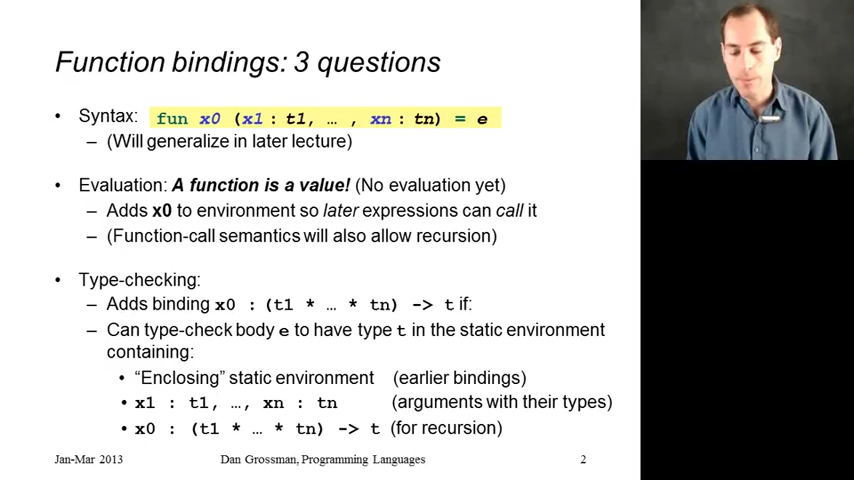 Function bindings: 3 questions
• Syntax: fun x0 (x1 : t1, … , xn : tn) = e
– (Will generalize in later lecture)
• Evaluation: A function is a value! (No evaluation yet)
– Adds x0 to environment so later expressions can call it
– (Function-call semantics will also allow recursion)
• Type-checking:
– Adds binding x0 : (t1 * … * tn) -> t if:
– Can type-check body e to have type t in the static environment
containing:
• “Enclosing” static environment (earlier bindings)
• x1 : t1, …, xn : tn (arguments with their types)
• x0 : (t1 * … * tn) -> t (for recursion)
Jan-Mar 2013 Dan Grossman, Programming Languages 2